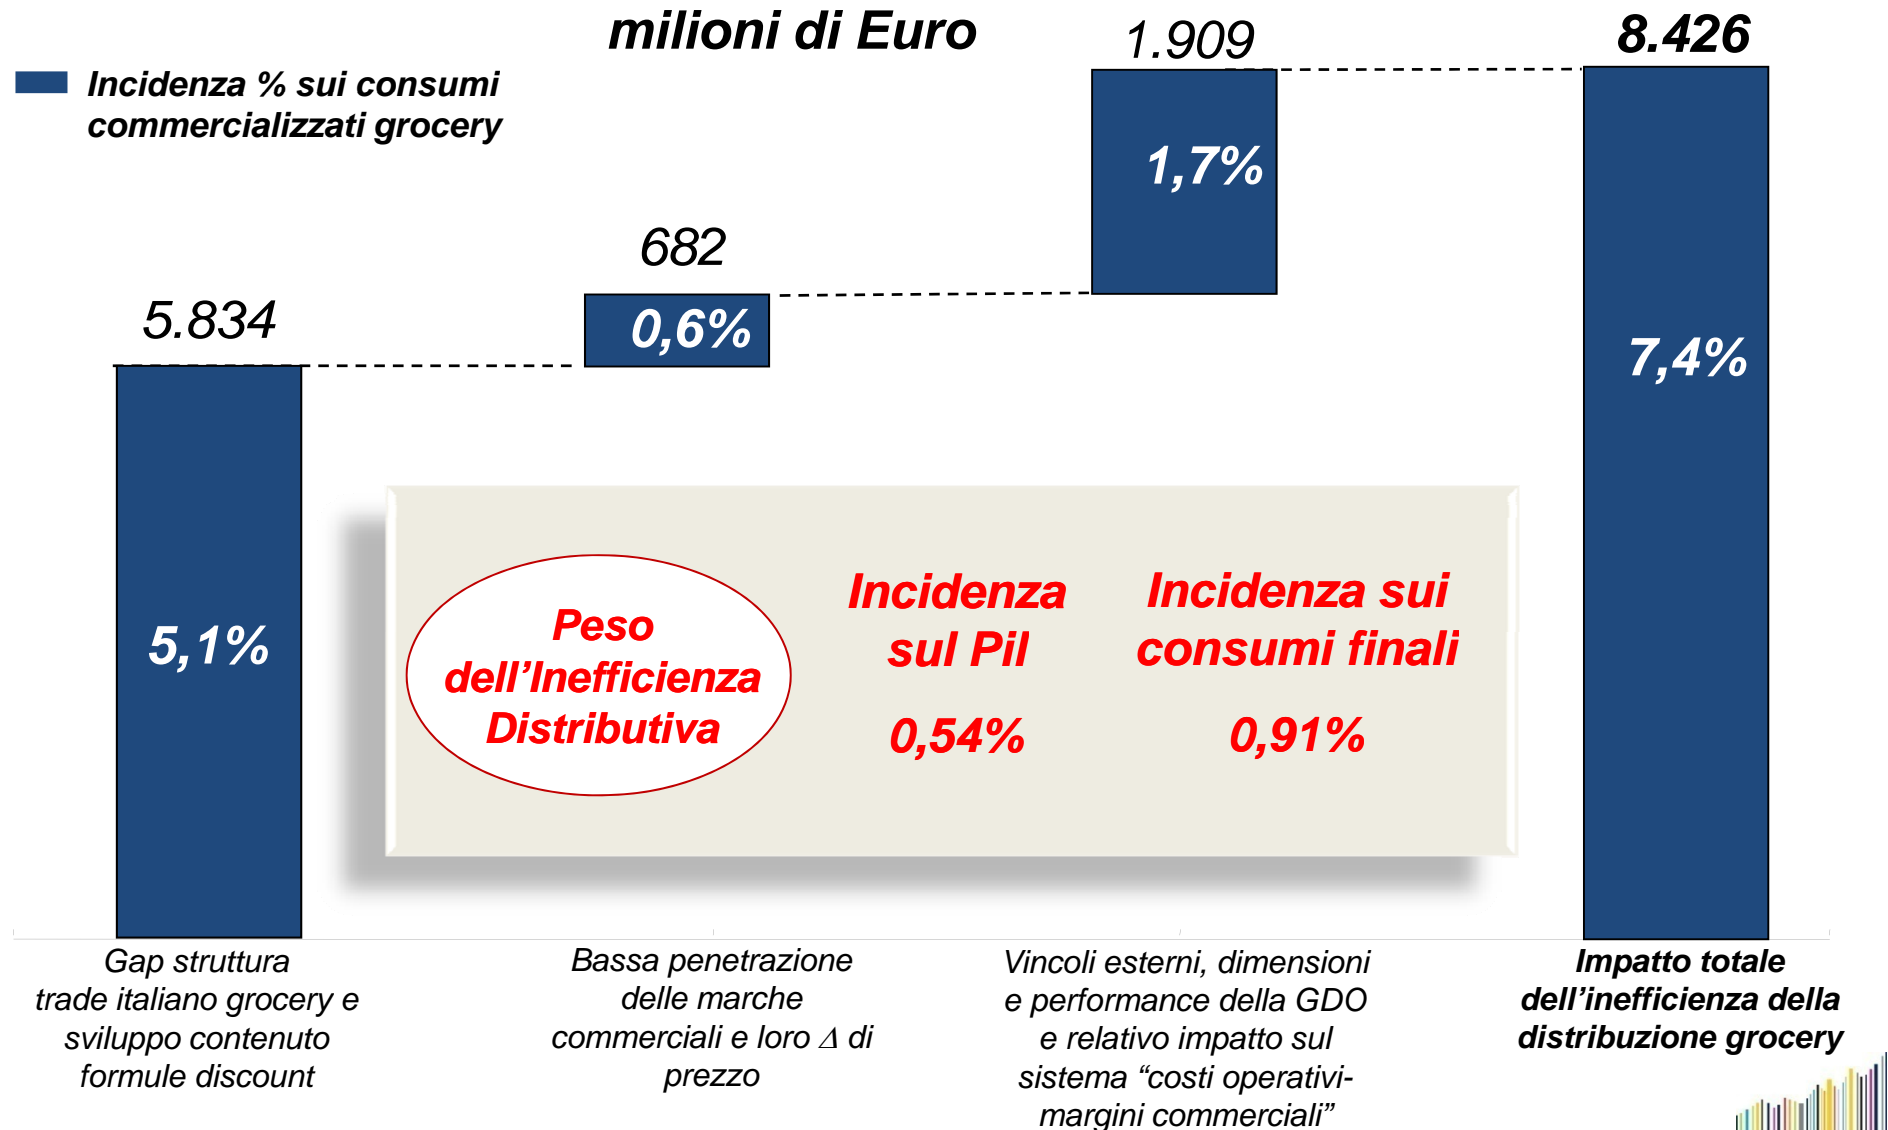 milioni di Euro
Incidenza % sui consumi
commercializzati grocery
5.834
682
1.909
8.426
5,1%
0,6%
1,7%
7,4%
Peso
dell’Inefficienza
Distributiva
Incidenza
sul Pil
0,54%
Incidenza sui
consumi finali
0,91%
Gap struttura
trade italiano grocery e
sviluppo contenuto
formule discount
Bassa penetrazione
delle marche
commerciali e loro Δ di
prezzo
Vincoli esterni, dimensioni
e performance della GDO
e relativo impatto sul
sistema “costi operativi-
margini commerciali”
Impatto totale
dell’inefficienza della
distribuzione grocery